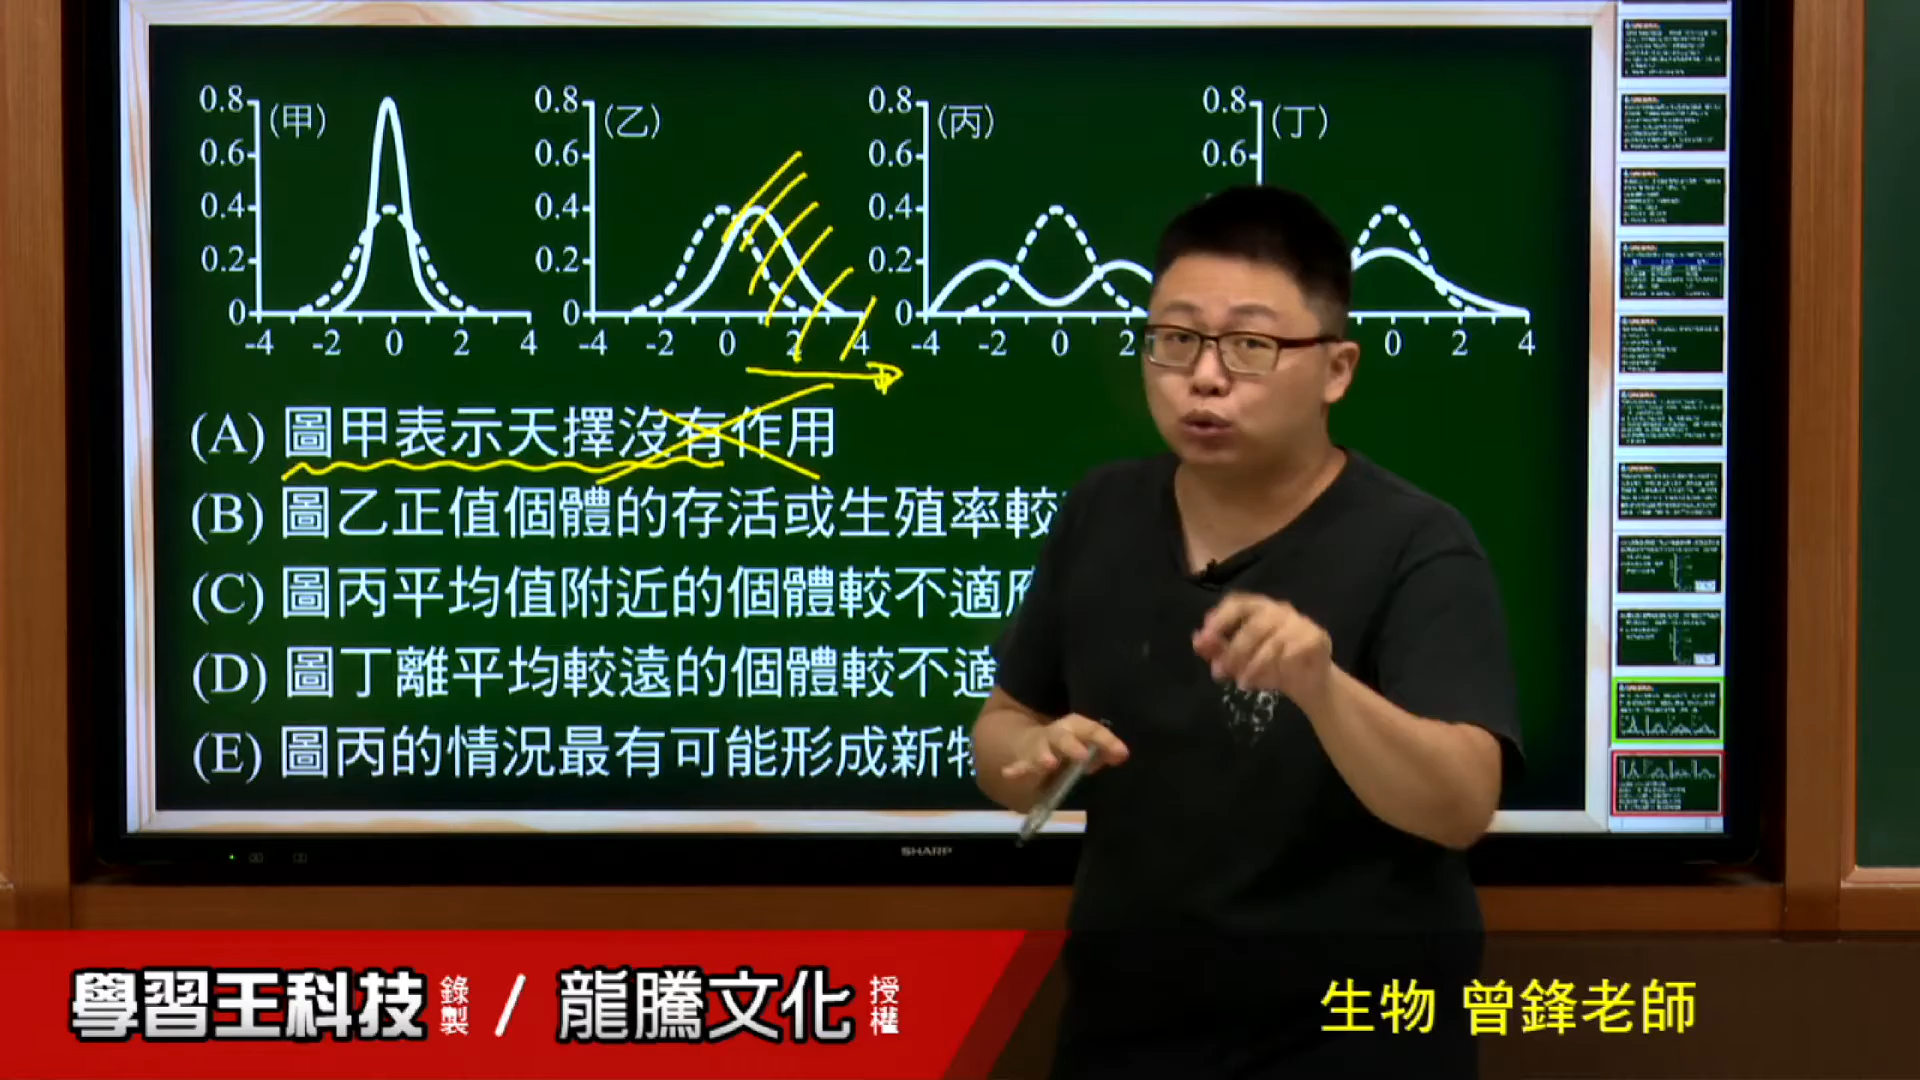 0.8 (甲) 0.8 (乙) 0.8 (丙) 0.8 (丁)
0.6 0.6 0.6 0.6
0.4 0.4 0.4
0.2 0.2 0.2
0 0 0
-4 -2 0 2 4 -4 -2 0 2 4 -4 -2 0 2 0 2 4
(A) 圖甲表示天擇沒有作用
(B) 圖乙正值個體的存活或生殖率較
(C) 圖丙平均值附近的個體較不適
(D) 圖丁離平均較遠的個體較不適
(E) 圖丙的情況最有可能形成新
SHARP
學習王科技 錄製 / 龍騰文化 授權
生物 曾鋒老師